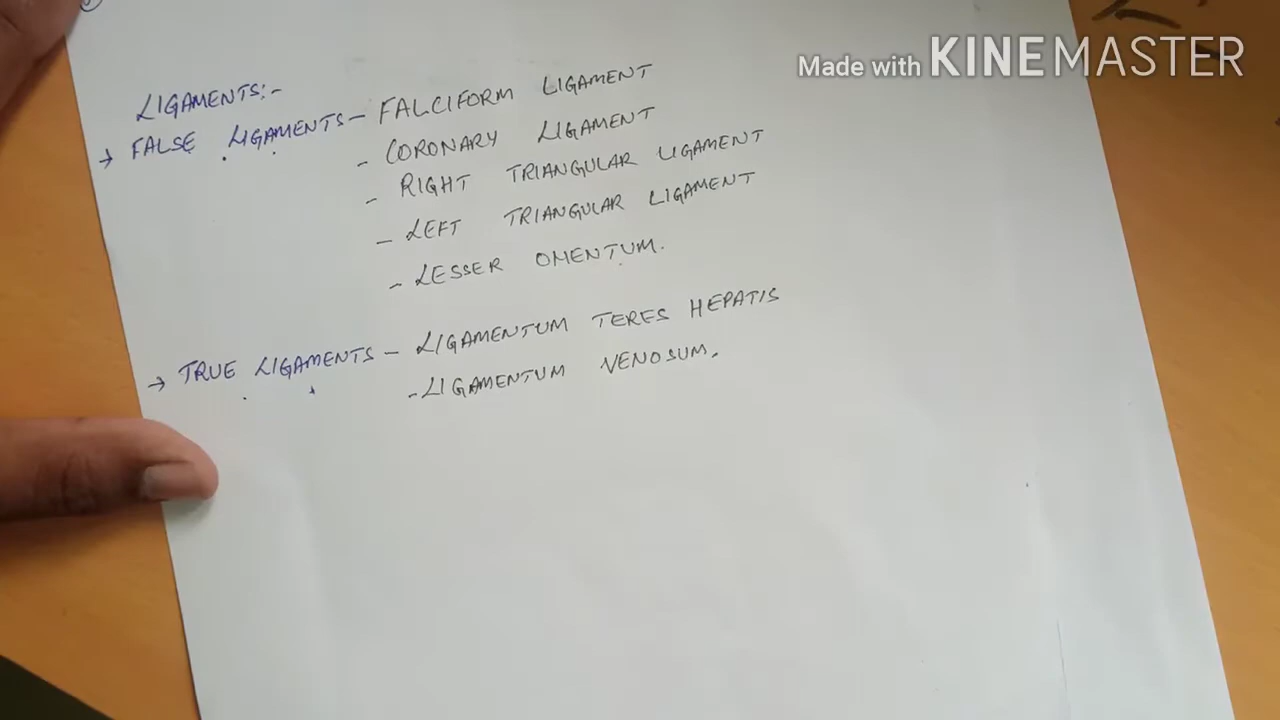 Made with KINEMASTER
LIGAMENTS:-
→ FALSE LIGAMENTS - FALCIFORM LIGAMENT
- CORONARY LIGAMENT
- RIGHT TRIANGULAR LIGAMENT
- LEFT TRIANGULAR LIGAMENT
- LESSER OMENTUM.
→ TRUE LIGAMENTS - LIGAMENTUM TERES HEPATIS
- LIGAMENTUM VENOSUM.